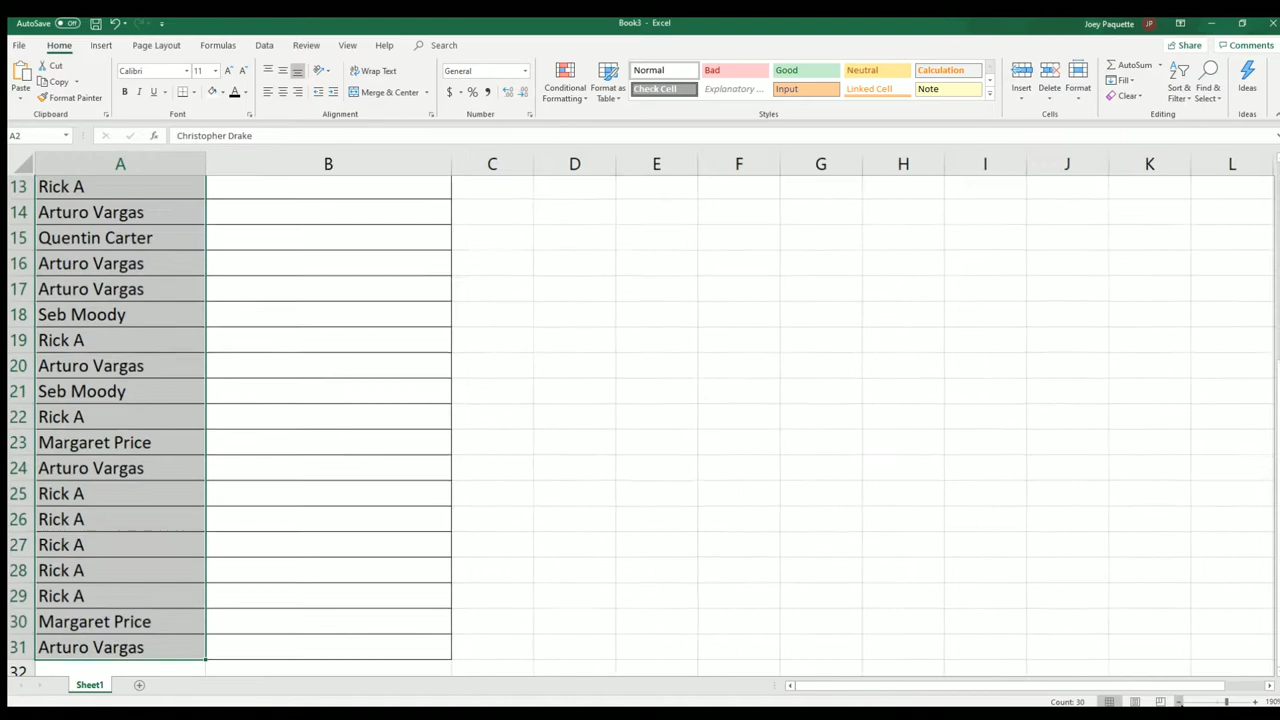 AutoSave Off Book3 - Excel Joey Paquette JP
File Home Insert Page Layout Formulas Data Review View Help Search Share Comments
Paste Cut Copy Format Painter Clipboard
Calibri 11 A A B I U A Font
Wrap Text Merge & Center Alignment
General $ % Number
Conditional Formatting Format as Table Normal Bad Good Neutral Calculation
Check Cell Explanatory ... Input Linked Cell Note Styles
Insert Delete Format Cells
AutoSum Fill Clear Sort & Filter Find & Select Editing
Ideas Ideas
A2 fx Christopher Drake
A B C D E F G H I J K L
13 Rick A
14 Arturo Vargas
15 Quentin Carter
16 Arturo Vargas
17 Arturo Vargas
18 Seb Moody
19 Rick A
20 Arturo Vargas
21 Seb Moody
22 Rick A
23 Margaret Price
24 Arturo Vargas
25 Rick A
26 Rick A
27 Rick A
28 Rick A
29 Rick A
30 Margaret Price
31 Arturo Vargas
32
Sheet1
Count: 30 190%